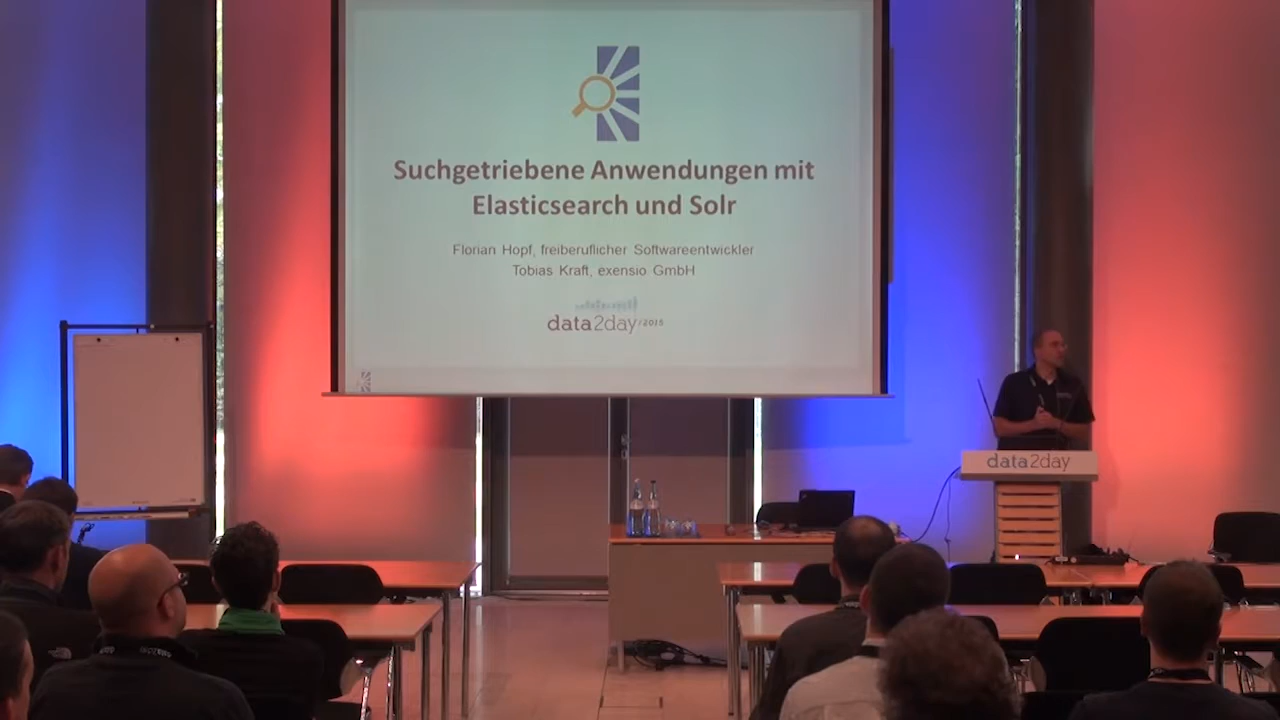 Suchgetriebene Anwendungen mit
Elasticsearch und Solr
Florian Hopf, freiberuflicher Softwareentwickler
Tobias Kraft, exensio GmbH
data2day/2015
data2day